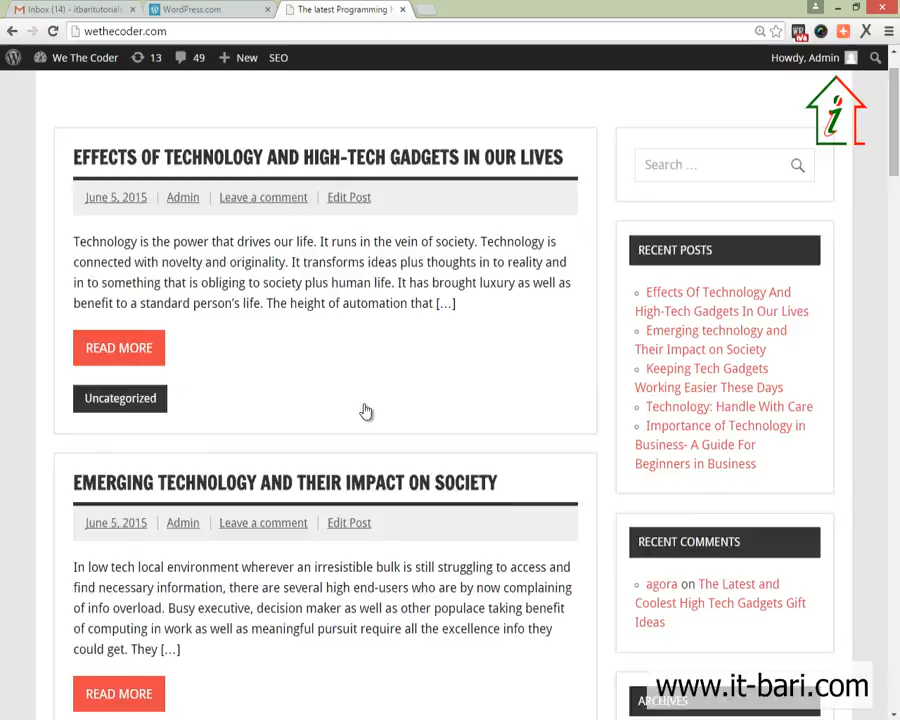 Inbox (14) - itbaritutorials
WordPress.com
The latest Programming
wethecoder.com
We The Coder 13 49 New SEO
Howdy, Admin
i
EFFECTS OF TECHNOLOGY AND HIGH-TECH GADGETS IN OUR LIVES
June 5, 2015 | Admin | Leave a comment | Edit Post
Technology is the power that drives our life. It runs in the vein of society. Technology is
connected with novelty and originality. It transforms ideas plus thoughts in to reality and
in to something that is obliging to society plus human life. It has brought luxury as well as
benefit to a standard person's life. The height of automation that […]
READ MORE
Uncategorized
EMERGING TECHNOLOGY AND THEIR IMPACT ON SOCIETY
June 5, 2015 | Admin | Leave a comment | Edit Post
In low tech local environment wherever an irresistible bulk is still struggling to access and
find necessary information, there are several high end-users who are by now complaining
of info overload. Busy executive, decision maker as well as other populace taking benefit
of computing in work as well as meaningful pursuit require all the excellence info they
could get. They […]
READ MORE
Search …
RECENT POSTS
Effects Of Technology And
High-Tech Gadgets In Our Lives
Emerging technology and
Their Impact on Society
Keeping Tech Gadgets
Working Easier These Days
Technology: Handle With Care
Importance of Technology in
Business- A Guide For
Beginners in Business
RECENT COMMENTS
agora on The Latest and
Coolest High Tech Gadgets Gift
Ideas
ARCHIVES
www.it-bari.com